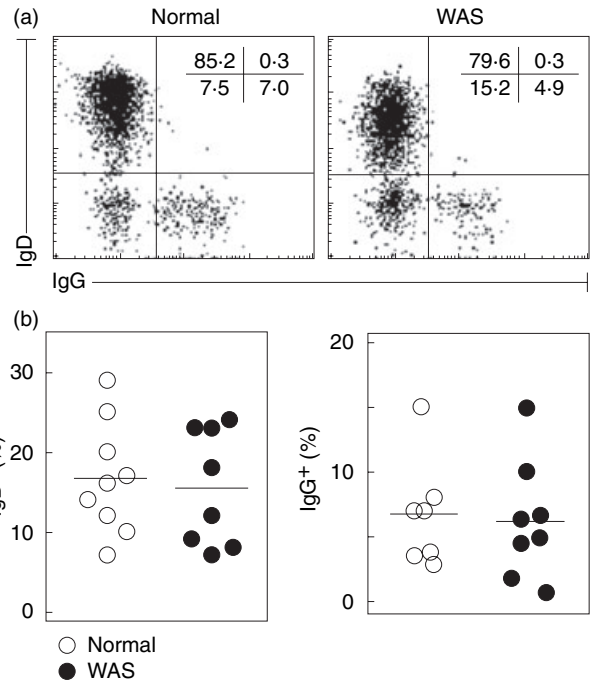 (a) Normal WAS
85·2 0·3 79·6 0·3
7·5 7·0 15·2 4·9
IgD
IgG
(b)
30
20
10
0
20
10
0
(%)
IgG+ (%)
Normal
WAS